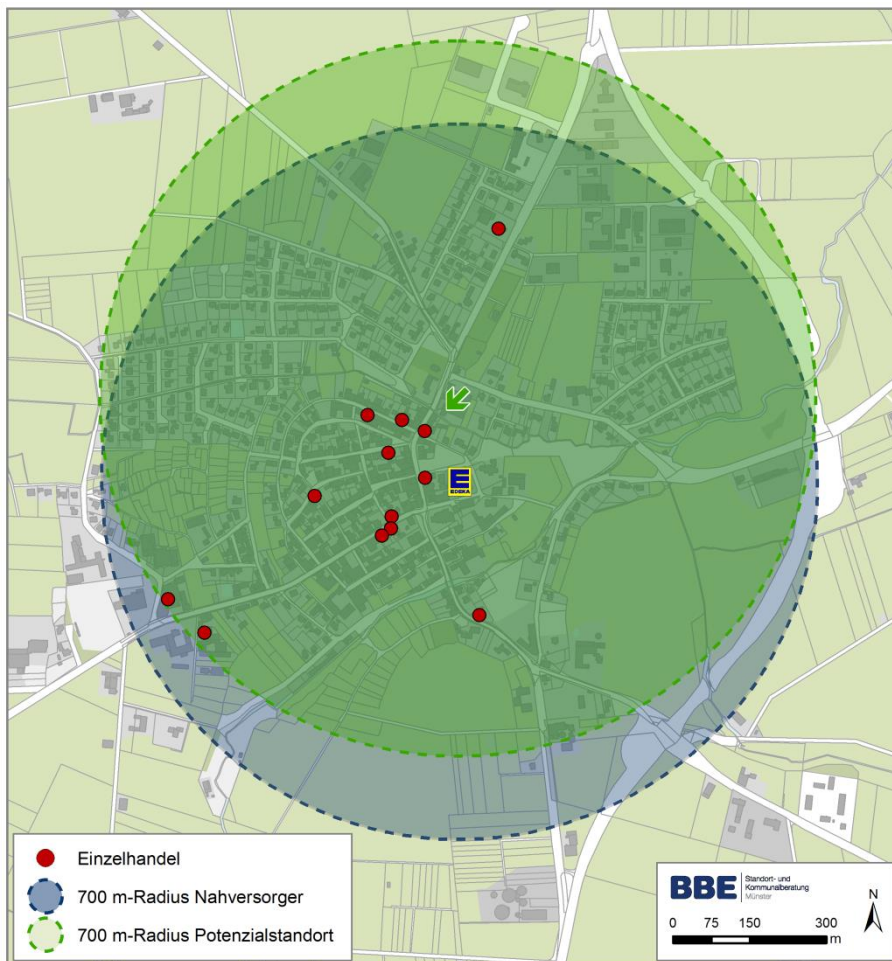 E
EDEKA
Einzelhandel
700 m-Radius Nahversorger
700 m-Radius Potenzialstandort
BBE Standort- und
Kommunalberatung
Münster
N
0 75 150 300
m